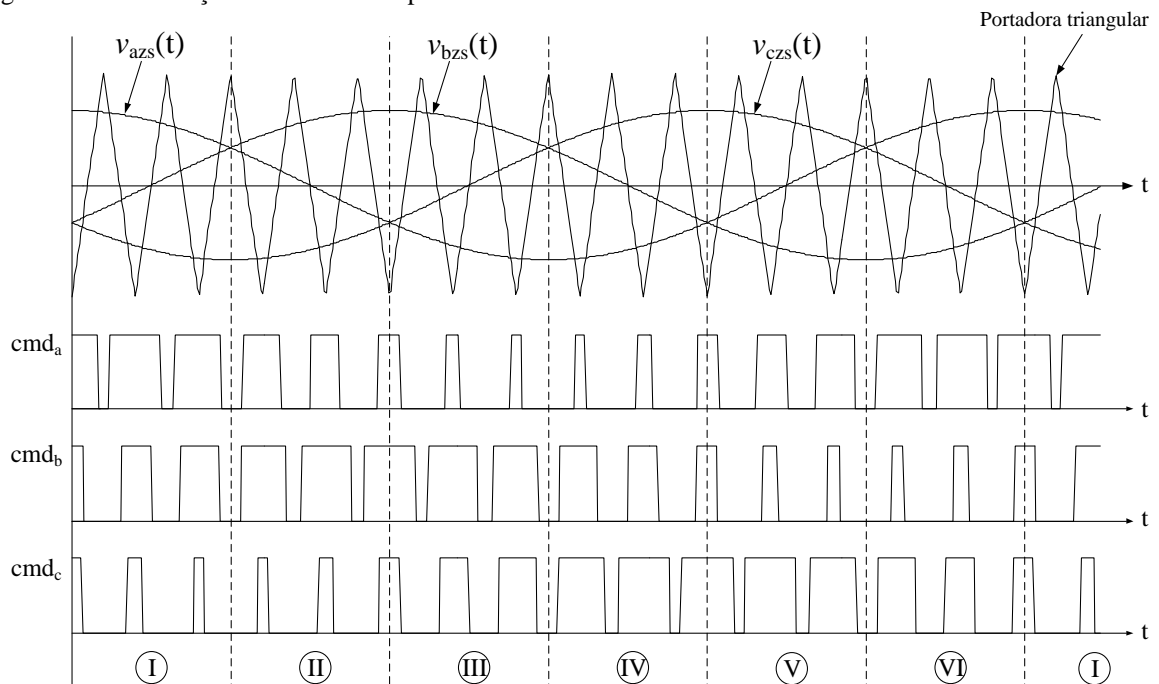 Portadora triangular
vazs(t)
vbzs(t)
vczs(t)
t
cmda
t
cmdb
t
cmdc
t
I
II
III
IV
V
VI
I